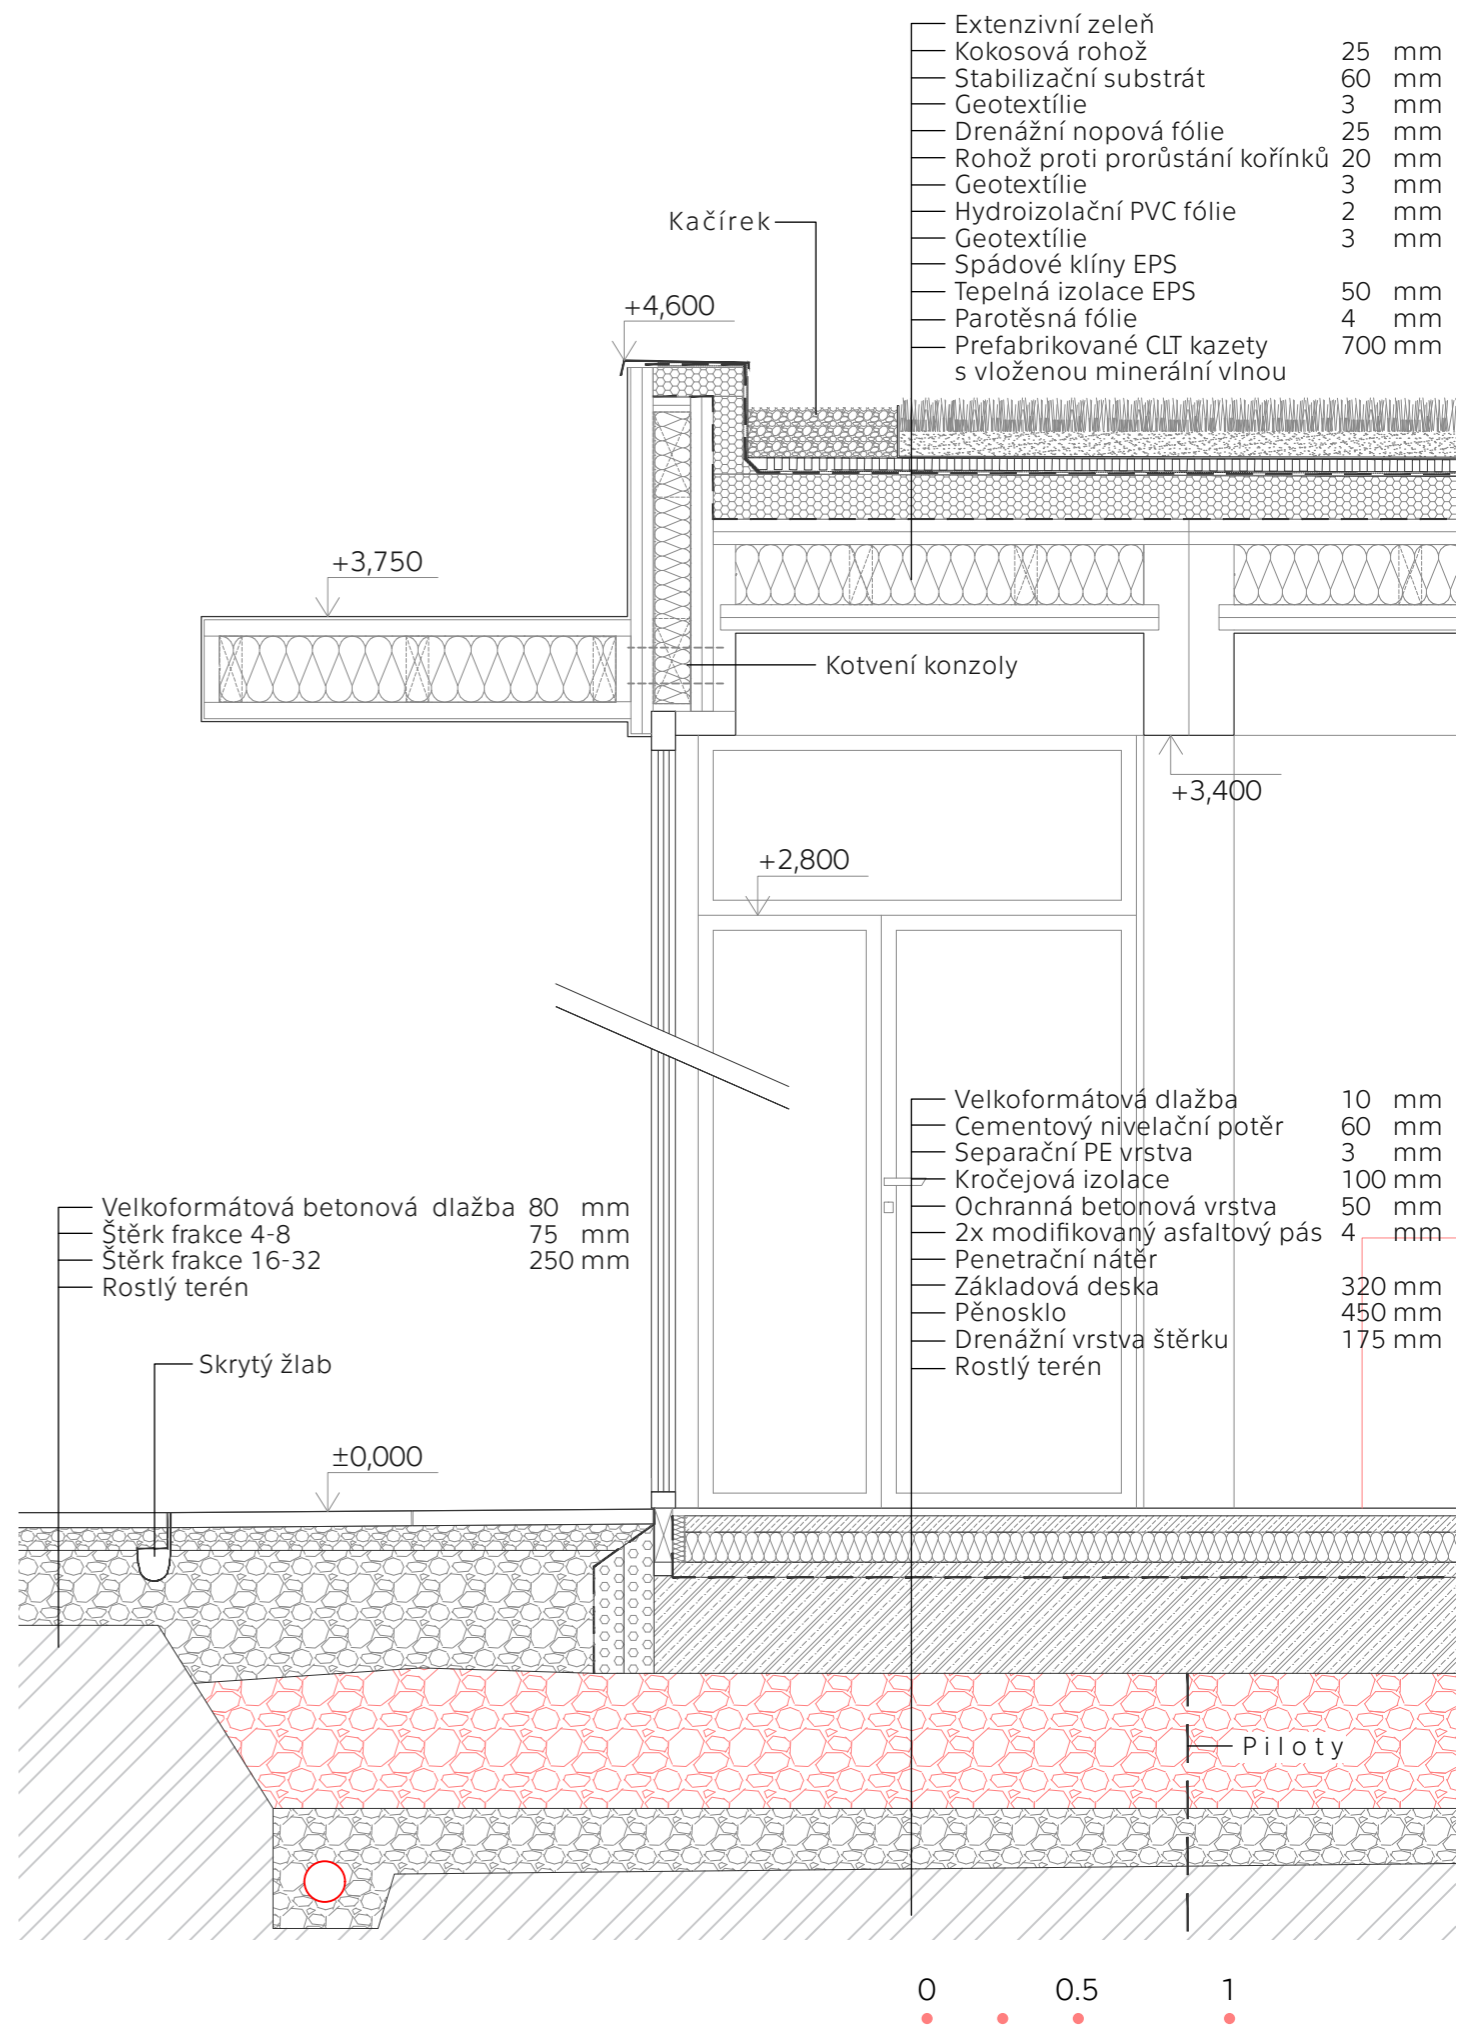 Extenzivní zeleň
Kokosová rohož 25 mm
Stabilizační substrát 60 mm
Geotextílie 3 mm
Drenážní nopová fólie 25 mm
Rohož proti prorůstání kořínků 20 mm
Geotextílie 3 mm
Hydroizolační PVC fólie 2 mm
Geotextílie 3 mm
Spádové klíny EPS
Tepelná izolace EPS 50 mm
Parotěsná fólie 4 mm
Prefabrikované CLT kazety 700 mm
s vloženou minerální vlnou
Kačírek
+4,600
+3,750
Kotvení konzoly
+3,400
+2,800
Velkoformátová dlažba 10 mm
Cementový nivelační potěr 60 mm
Separační PE vrstva 3 mm
Kročejová izolace 100 mm
Ochranná betonová vrstva 50 mm
2x modifikovaný asfaltový pás 4 mm
Penetrační nátěr
Základová deska 320 mm
Pěnosklo 450 mm
Drenážní vrstva štěrku 175 mm
Rostlý terén
Velkoformátová betonová dlažba 80 mm
Štěrk frakce 4-8 75 mm
Štěrk frakce 16-32 250 mm
Rostlý terén
Skrytý žlab
±0,000
Piloty
0 0.5 1